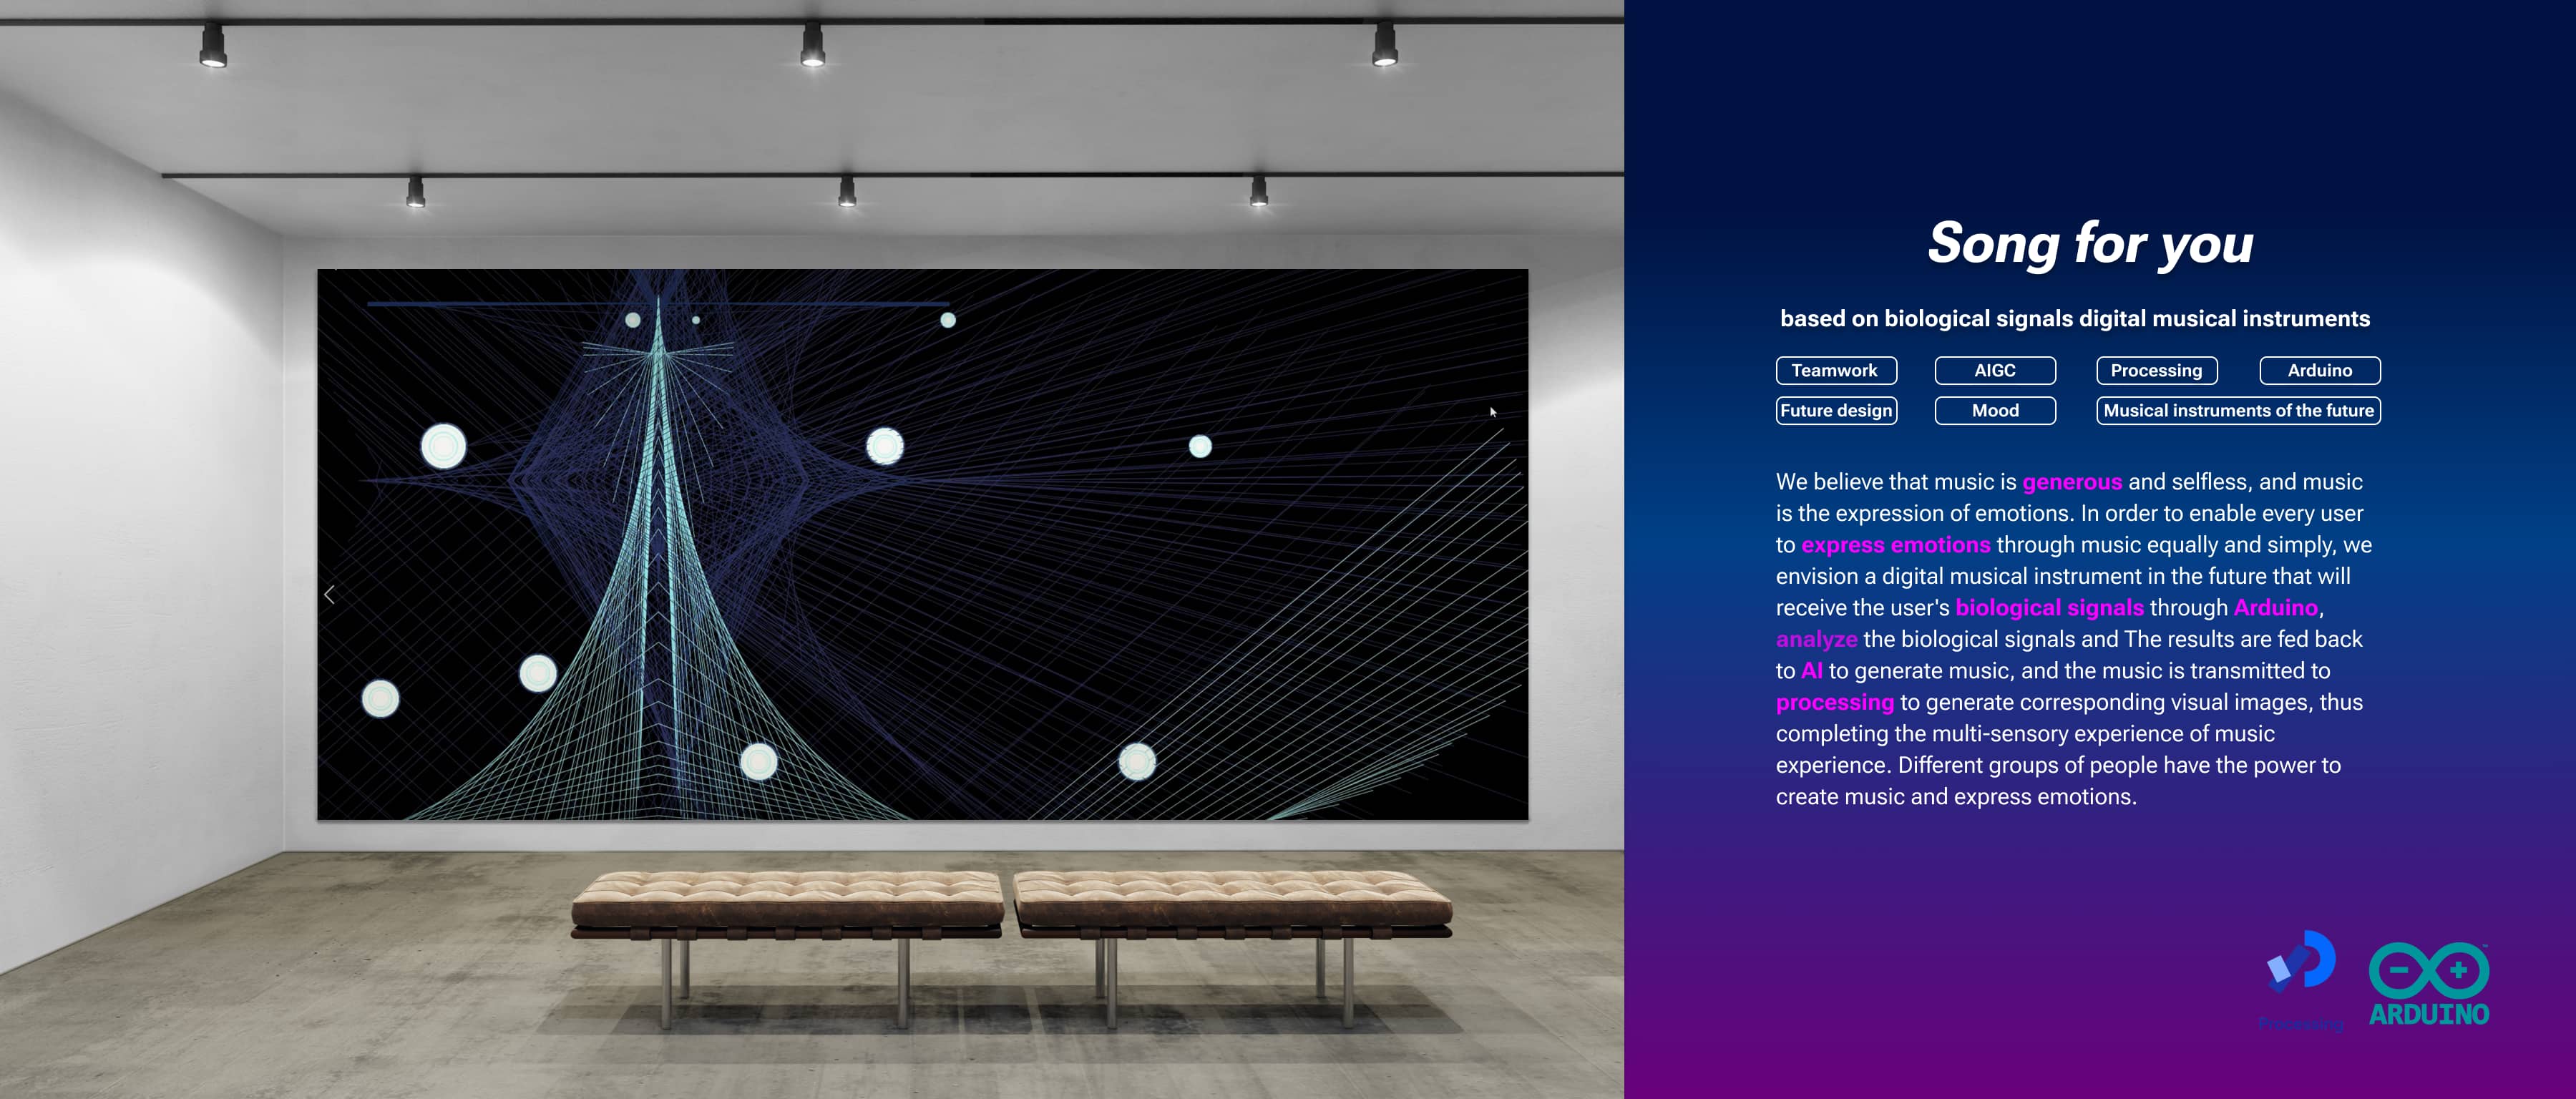 Song for you
based on biological signals digital musical instruments
Teamwork AIGC Processing Arduino
Future design Mood Musical instruments of the future
We believe that music is generous and selfless, and music
is the expression of emotions. In order to enable every user
to express emotions through music equally and simply, we
envision a digital musical instrument in the future that will
receive the user's biological signals through Arduino,
analyze the biological signals and The results are fed back
to AI to generate music, and the music is transmitted to
processing to generate corresponding visual images, thus
completing the multi-sensory experience of music
experience. Different groups of people have the power to
create music and express emotions.
Processing
ARDUINO